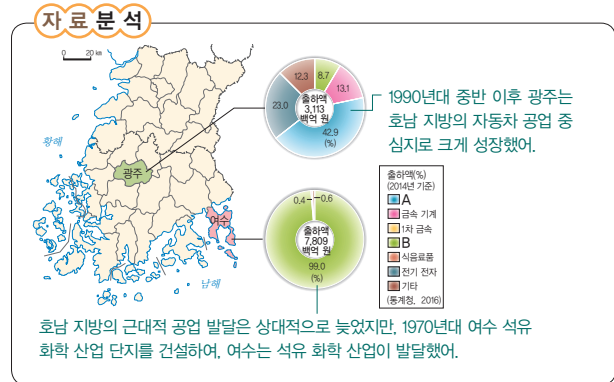 자료분석
0 20 km
황해
광주
여수
남해
12.3
8.7
13.1
23.0
출하액
3,113
백억 원
42.9
(%)
1990년대 중반 이후 광주는
호남 지방의 자동차 공업 중
심지로 크게 성장했어.
0.4
0.6
출하액
7,809
백억 원
99.0
(%)
출하액(%)
(2014년 기준)
A
금속 기계
1차 금속
B
식음료품
전기 전자
기타
(통계청, 2016)
호남 지방의 근대적 공업 발달은 상대적으로 늦었지만, 1970년대 여수 석유
화학 산업 단지를 건설하여, 여수는 석유 화학 산업이 발달했어.